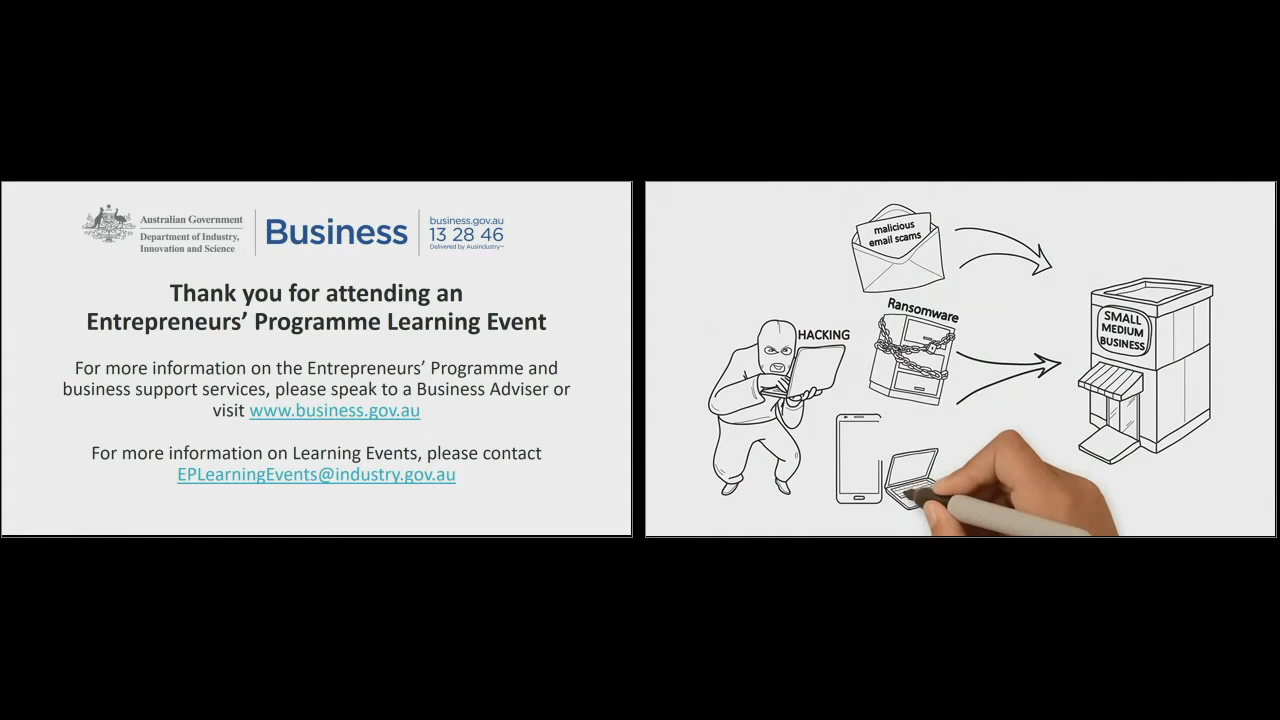 Australian Government
Department of Industry,
Innovation and Science
Business
business.gov.au
13 28 46
Delivered by AusIndustry™
Thank you for attending an
Entrepreneurs’ Programme Learning Event
For more information on the Entrepreneurs’ Programme and
business support services, please speak to a Business Adviser or
visit www.business.gov.au
For more information on Learning Events, please contact
EPLearningEvents@industry.gov.au
malicious
email scams
Ransomware
HACKING
SMALL
MEDIUM
BUSINESS